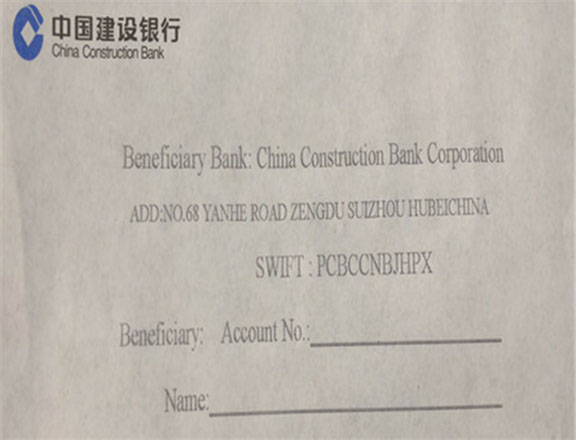 中国建设银行
China Construction Bank
Beneficiary Bank: China Construction Bank Corporation
ADD:NO.68 YANHE ROAD ZENGDU SUIZHOU HUBEICHINA
SWIFT : PCBCCNBJHPX
Beneficiary: Account No.:
Name: